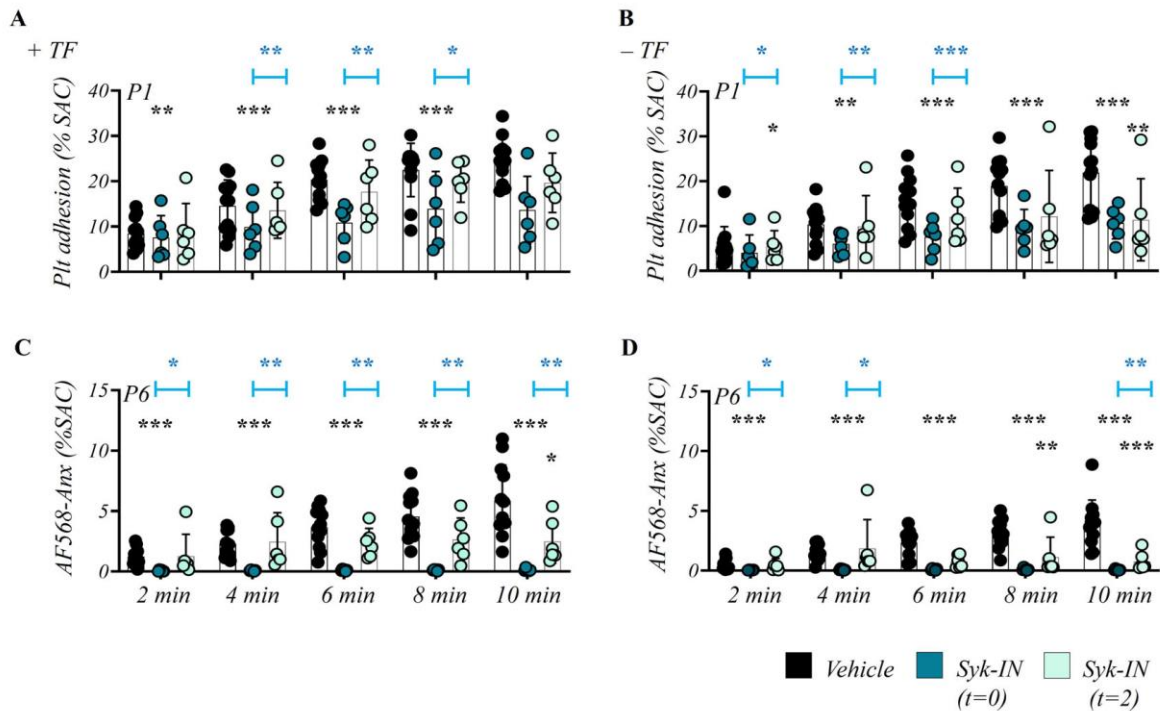 A
+ TF
** ** *
Plt adhesion (% SAC)
P1
40
30
20
10
0
** *** *** ***
B
– TF
* ** ***
Plt adhesion (% SAC)
P1
40
30
20
10
0
** *** *** ***
* **
C
* ** ** ** **
AF568-Anx (%SAC)
P6
15
10
5
0
*** *** *** *** ***
*
2 min 4 min 6 min 8 min 10 min
D
* * **
AF568-Anx (%SAC)
P6
15
10
5
0
*** *** *** *** ***
** ***
2 min 4 min 6 min 8 min 10 min
Vehicle
Syk-IN
(t=0)
Syk-IN
(t=2)